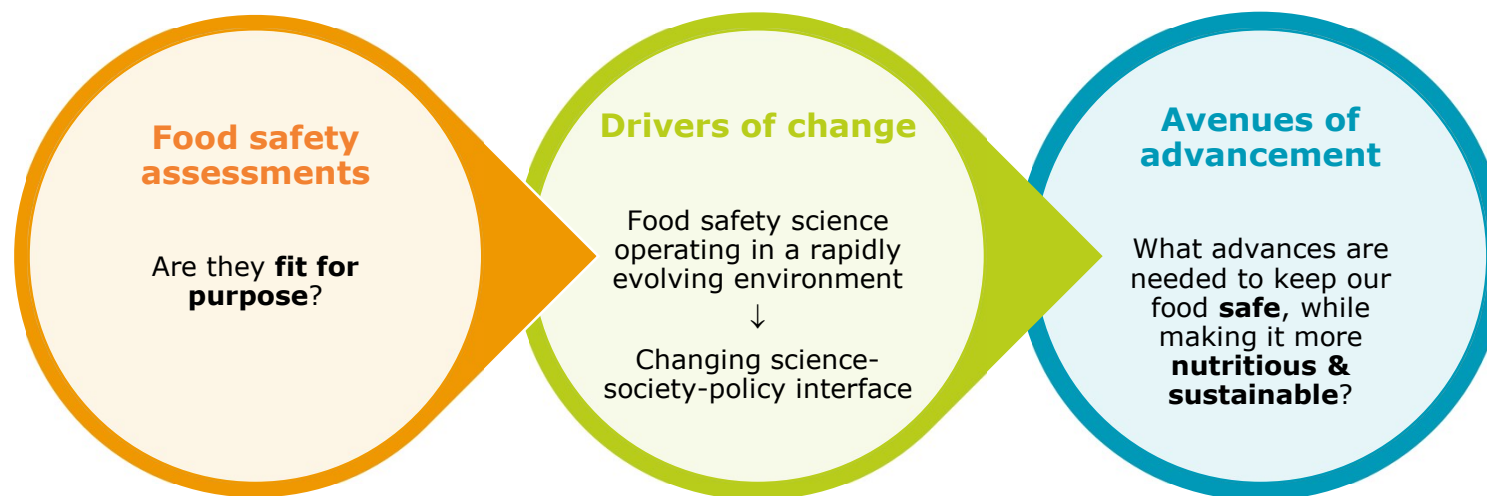 Food safety
assessments
Are they fit for
purpose?
Drivers of change
Food safety science
operating in a rapidly
evolving environment
↓
Changing science-
society-policy interface
Avenues of
advancement
What advances are
needed to keep our
food safe, while
making it more
nutritious &
sustainable?